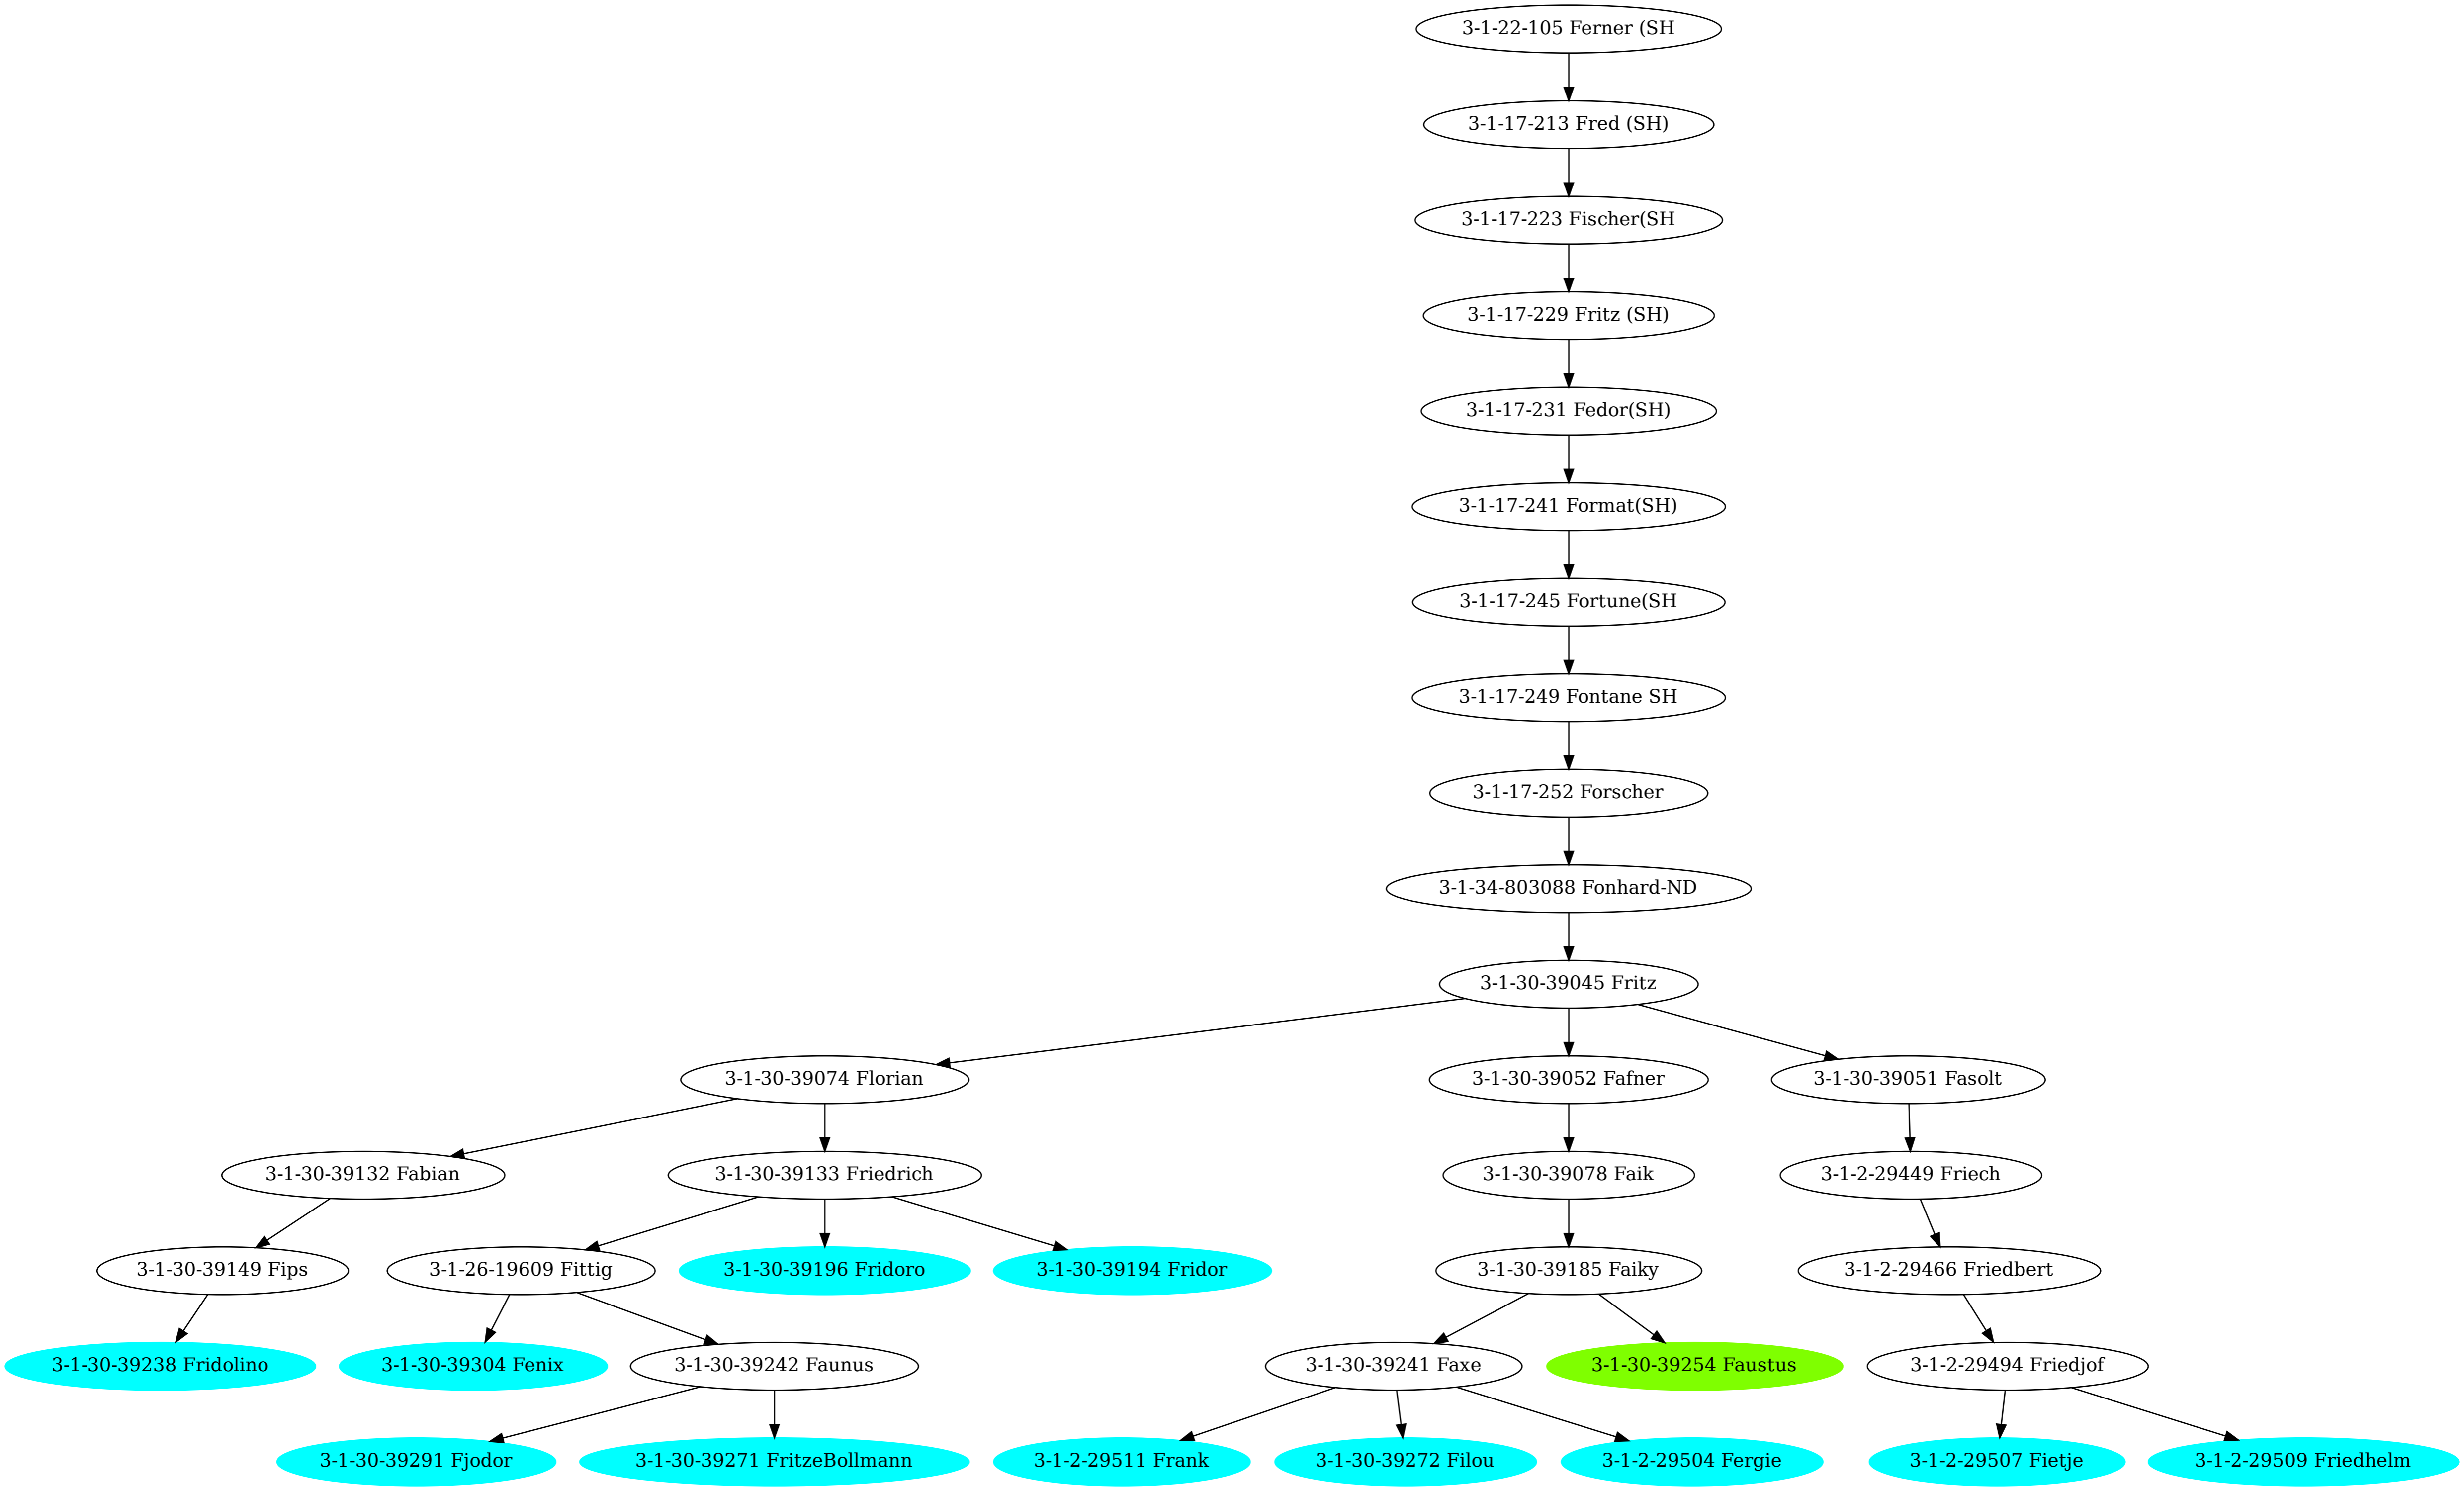 3-1-22-105 Ferner (SH
3-1-17-213 Fred (SH)
3-1-17-223 Fischer(SH
3-1-17-229 Fritz (SH)
3-1-17-231 Fedor(SH)
3-1-17-241 Format(SH)
3-1-17-245 Fortune(SH
3-1-17-249 Fontane SH
3-1-17-252 Forscher
3-1-34-803088 Fonhard-ND
3-1-30-39045 Fritz
3-1-30-39074 Florian
3-1-30-39052 Fafner
3-1-30-39051 Fasolt
3-1-30-39132 Fabian
3-1-30-39133 Friedrich
3-1-30-39078 Faik
3-1-2-29449 Friech
3-1-30-39149 Fips
3-1-26-19609 Fittig
3-1-30-39196 Fridoro
3-1-30-39194 Fridor
3-1-30-39185 Faiky
3-1-2-29466 Friedbert
3-1-30-39238 Fridolino
3-1-30-39304 Fenix
3-1-30-39242 Faunus
3-1-30-39241 Faxe
3-1-30-39254 Faustus
3-1-2-29494 Friedjof
3-1-30-39291 Fjodor
3-1-30-39271 FritzeBollmann
3-1-2-29511 Frank
3-1-30-39272 Filou
3-1-2-29504 Fergie
3-1-2-29507 Fietje
3-1-2-29509 Friedhelm